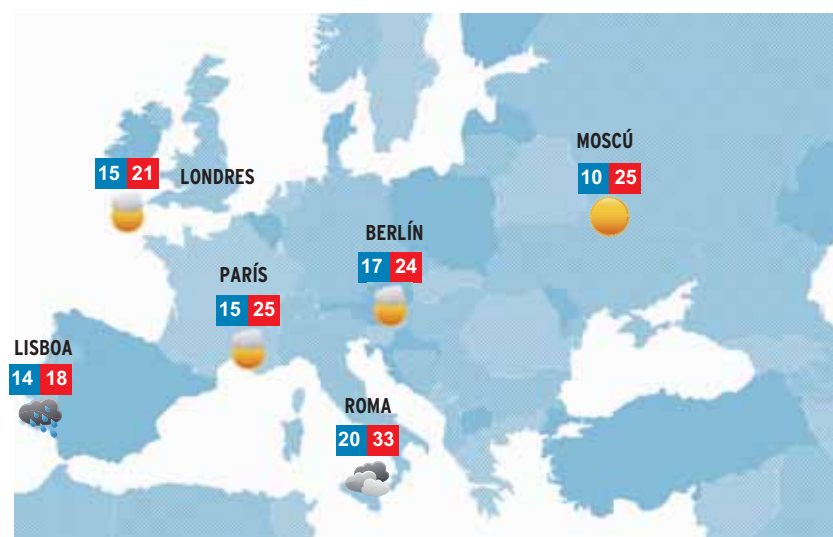 MOSCÚ
10 25
15 21 LONDRES
BERLÍN
17 24
PARÍS
15 25
LISBOA
14 18
ROMA
20 33